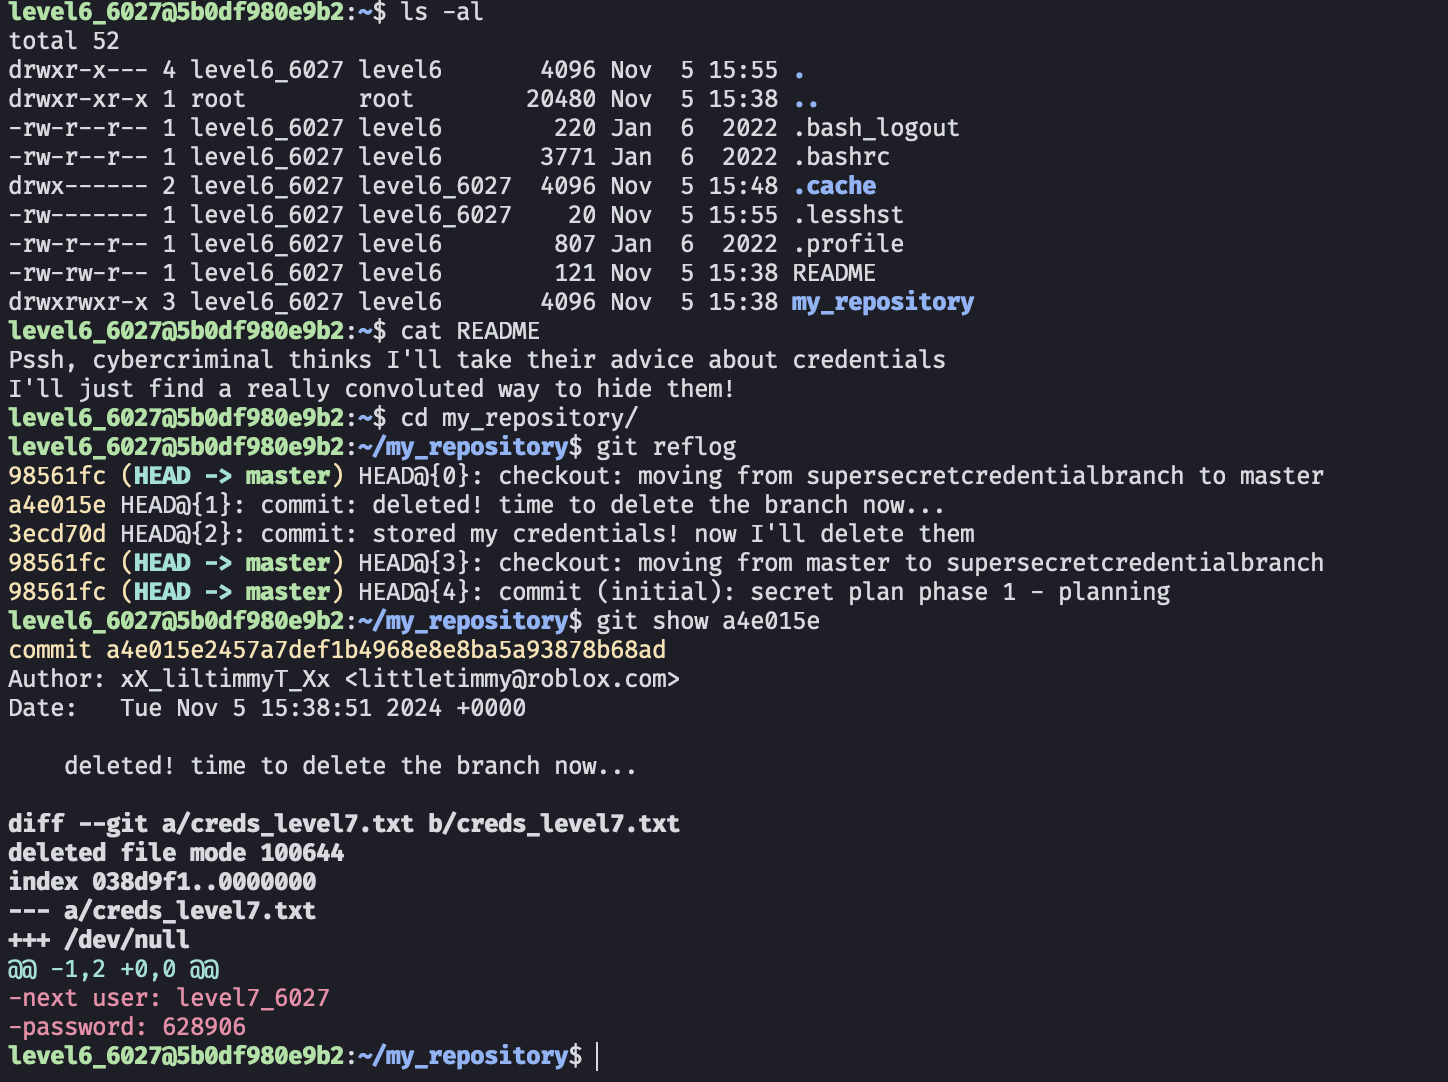 level6_6027@5b0df980e9b2:~$ ls -al
total 52
drwxr-x--- 4 level6_6027 level6       4096 Nov  5 15:55 .
drwxr-xr-x 1 root        root        20480 Nov  5 15:38 ..
-rw-r--r-- 1 level6_6027 level6        220 Jan  6  2022 .bash_logout
-rw-r--r-- 1 level6_6027 level6       3771 Jan  6  2022 .bashrc
drwx------ 2 level6_6027 level6_6027  4096 Nov  5 15:48 .cache
-rw------- 1 level6_6027 level6_6027    20 Nov  5 15:55 .lesshst
-rw-r--r-- 1 level6_6027 level6        807 Jan  6  2022 .profile
-rw-rw-r-- 1 level6_6027 level6        121 Nov  5 15:38 README
drwxrwxr-x 3 level6_6027 level6       4096 Nov  5 15:38 my_repository
level6_6027@5b0df980e9b2:~$ cat README
Pssh, cybercriminal thinks I'll take their advice about credentials
I'll just find a really convoluted way to hide them!
level6_6027@5b0df980e9b2:~$ cd my_repository/
level6_6027@5b0df980e9b2:~/my_repository$ git reflog
98561fc (HEAD -> master) HEAD@{0}: checkout: moving from supersecretcredentialbranch to master
a4e015e HEAD@{1}: commit: deleted! time to delete the branch now...
3ecd70d HEAD@{2}: commit: stored my credentials! now I'll delete them
98561fc (HEAD -> master) HEAD@{3}: checkout: moving from master to supersecretcredentialbranch
98561fc (HEAD -> master) HEAD@{4}: commit (initial): secret plan phase 1 - planning
level6_6027@5b0df980e9b2:~/my_repository$ git show a4e015e
commit a4e015e2457a7def1b4968e8e8ba5a93878b68ad
Author: xX_liltimmyT_Xx <littletimmy@roblox.com>
Date:   Tue Nov 5 15:38:51 2024 +0000
    deleted! time to delete the branch now...
diff --git a/creds_level7.txt b/creds_level7.txt
deleted file mode 100644
index 038d9f1..0000000
--- a/creds_level7.txt
+++ /dev/null
@@ -1,2 +0,0 @@
-next user: level7_6027
-password: 628906
level6_6027@5b0df980e9b2:~/my_repository$